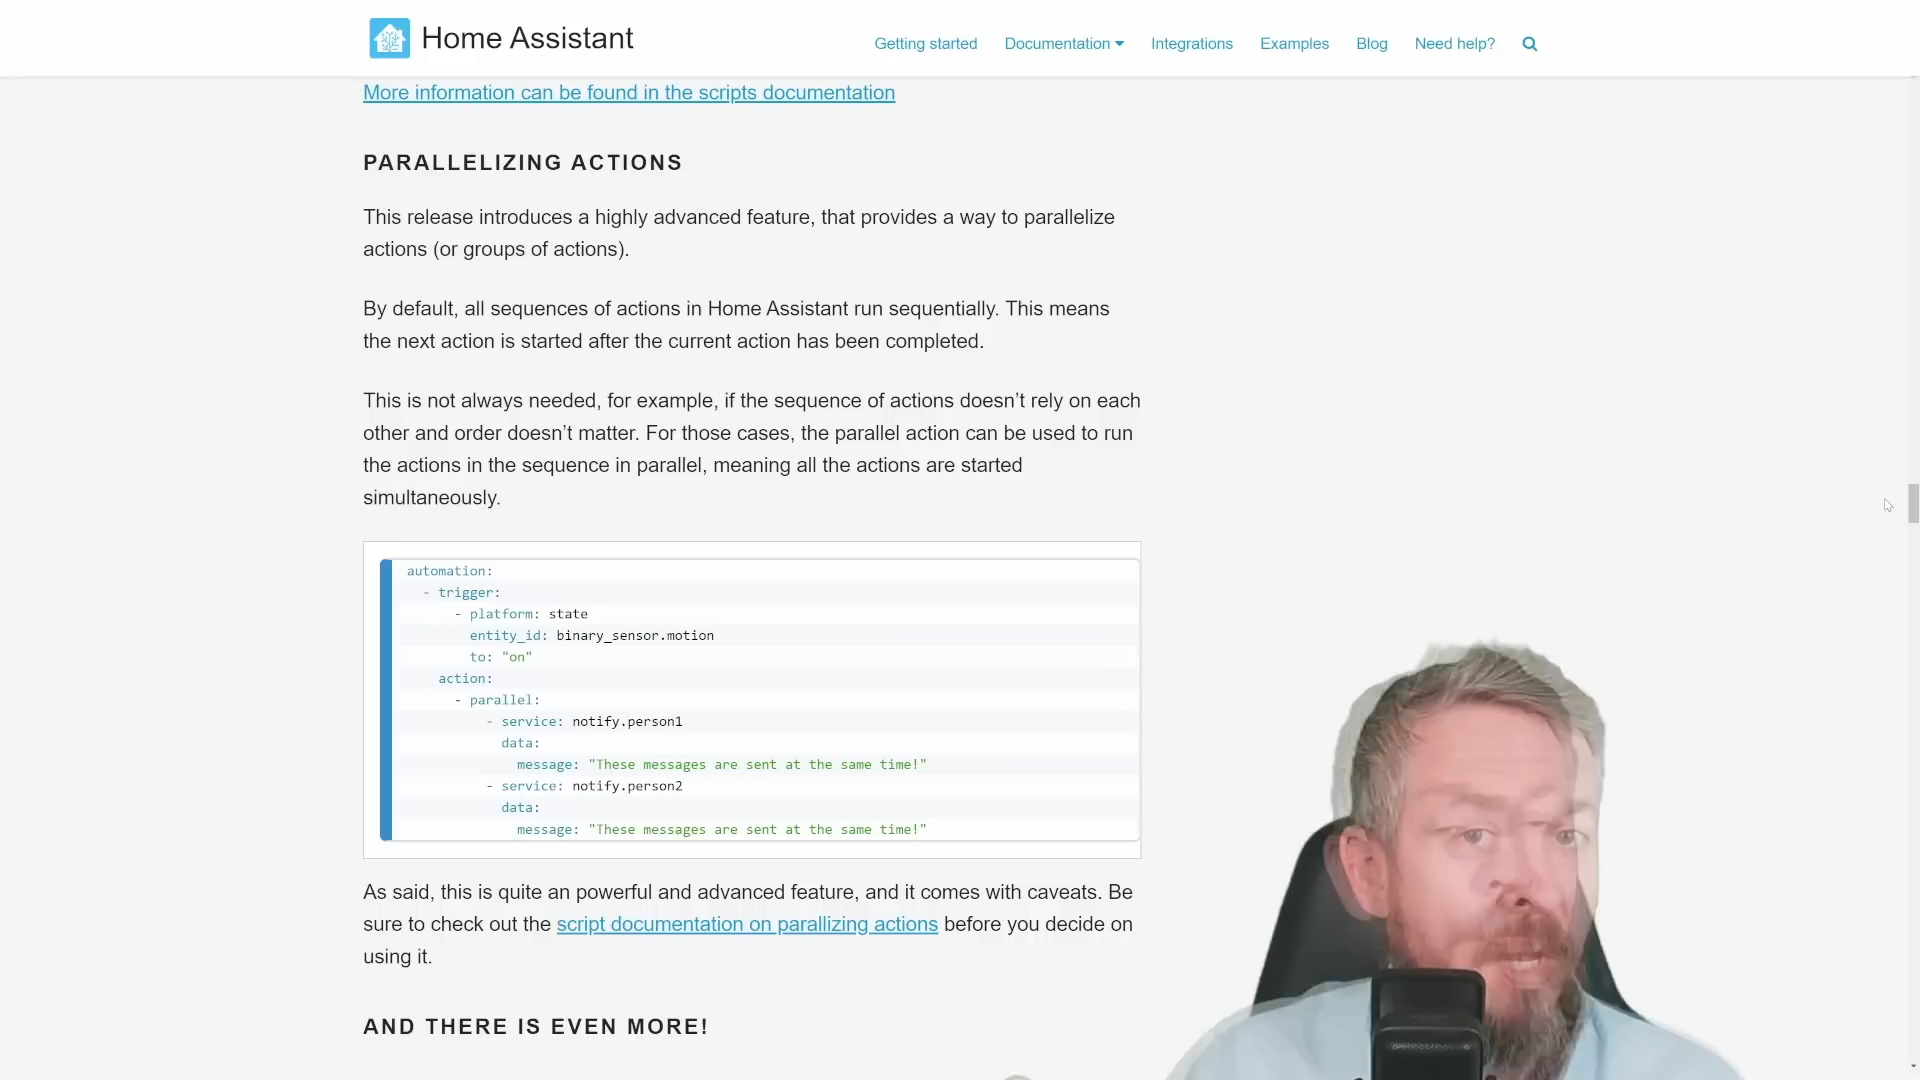 Home Assistant
Getting started
Documentation
Integrations
Examples
Blog
Need help?
More information can be found in the scripts documentation
PARALLELIZING ACTIONS
This release introduces a highly advanced feature, that provides a way to parallelize
actions (or groups of actions).
By default, all sequences of actions in Home Assistant run sequentially. This means
the next action is started after the current action has been completed.
This is not always needed, for example, if the sequence of actions doesn’t rely on each
other and order doesn’t matter. For those cases, the parallel action can be used to run
the actions in the sequence in parallel, meaning all the actions are started
simultaneously.
automation:
- trigger:
- platform: state
entity_id: binary_sensor.motion
to: "on"
action:
- parallel:
- service: notify.person1
data:
message: "These messages are sent at the same time!"
- service: notify.person2
data:
message: "These messages are sent at the same time!"
As said, this is quite an powerful and advanced feature, and it comes with caveats. Be
sure to check out the script documentation on parallizing actions before you decide on
using it.
AND THERE IS EVEN MORE!